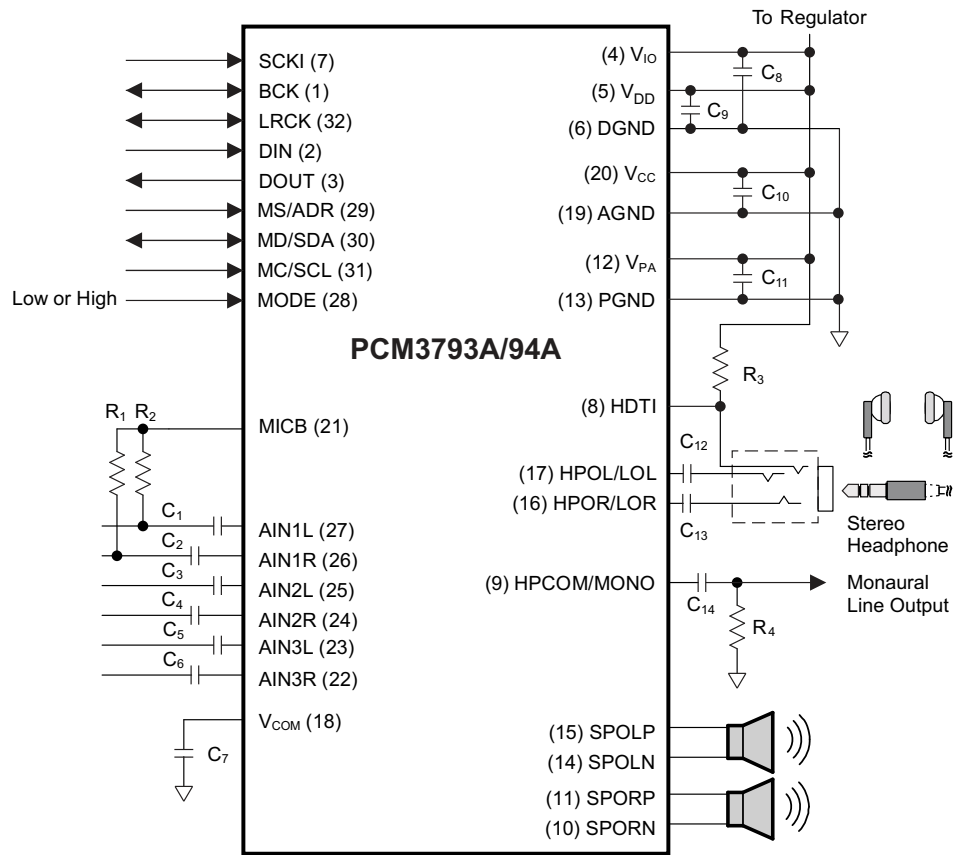 To Regulator
SCKI (7)
BCK (1)
LRCK (32)
DIN (2)
DOUT (3)
MS/ADR (29)
MD/SDA (30)
MC/SCL (31)
Low or High
MODE (28)
(4) VIO
C8
(5) VDD
C9
(6) DGND
(20) VCC
C10
(19) AGND
(12) VPA
C11
(13) PGND
PCM3793A/94A
R3
(8) HDTI
R1 R2
MICB (21)
C12
(17) HPOL/LOL
(16) HPOR/LOR
C13
Stereo
Headphone
C1
AIN1L (27)
C2
AIN1R (26)
C3
AIN2L (25)
C4
AIN2R (24)
C5
AIN3L (23)
C6
AIN3R (22)
(9) HPCOM/MONO
C14
R4
Monaural
Line Output
VCOM (18)
C7
(15) SPOLP
(14) SPOLN
(11) SPORP
(10) SPORN